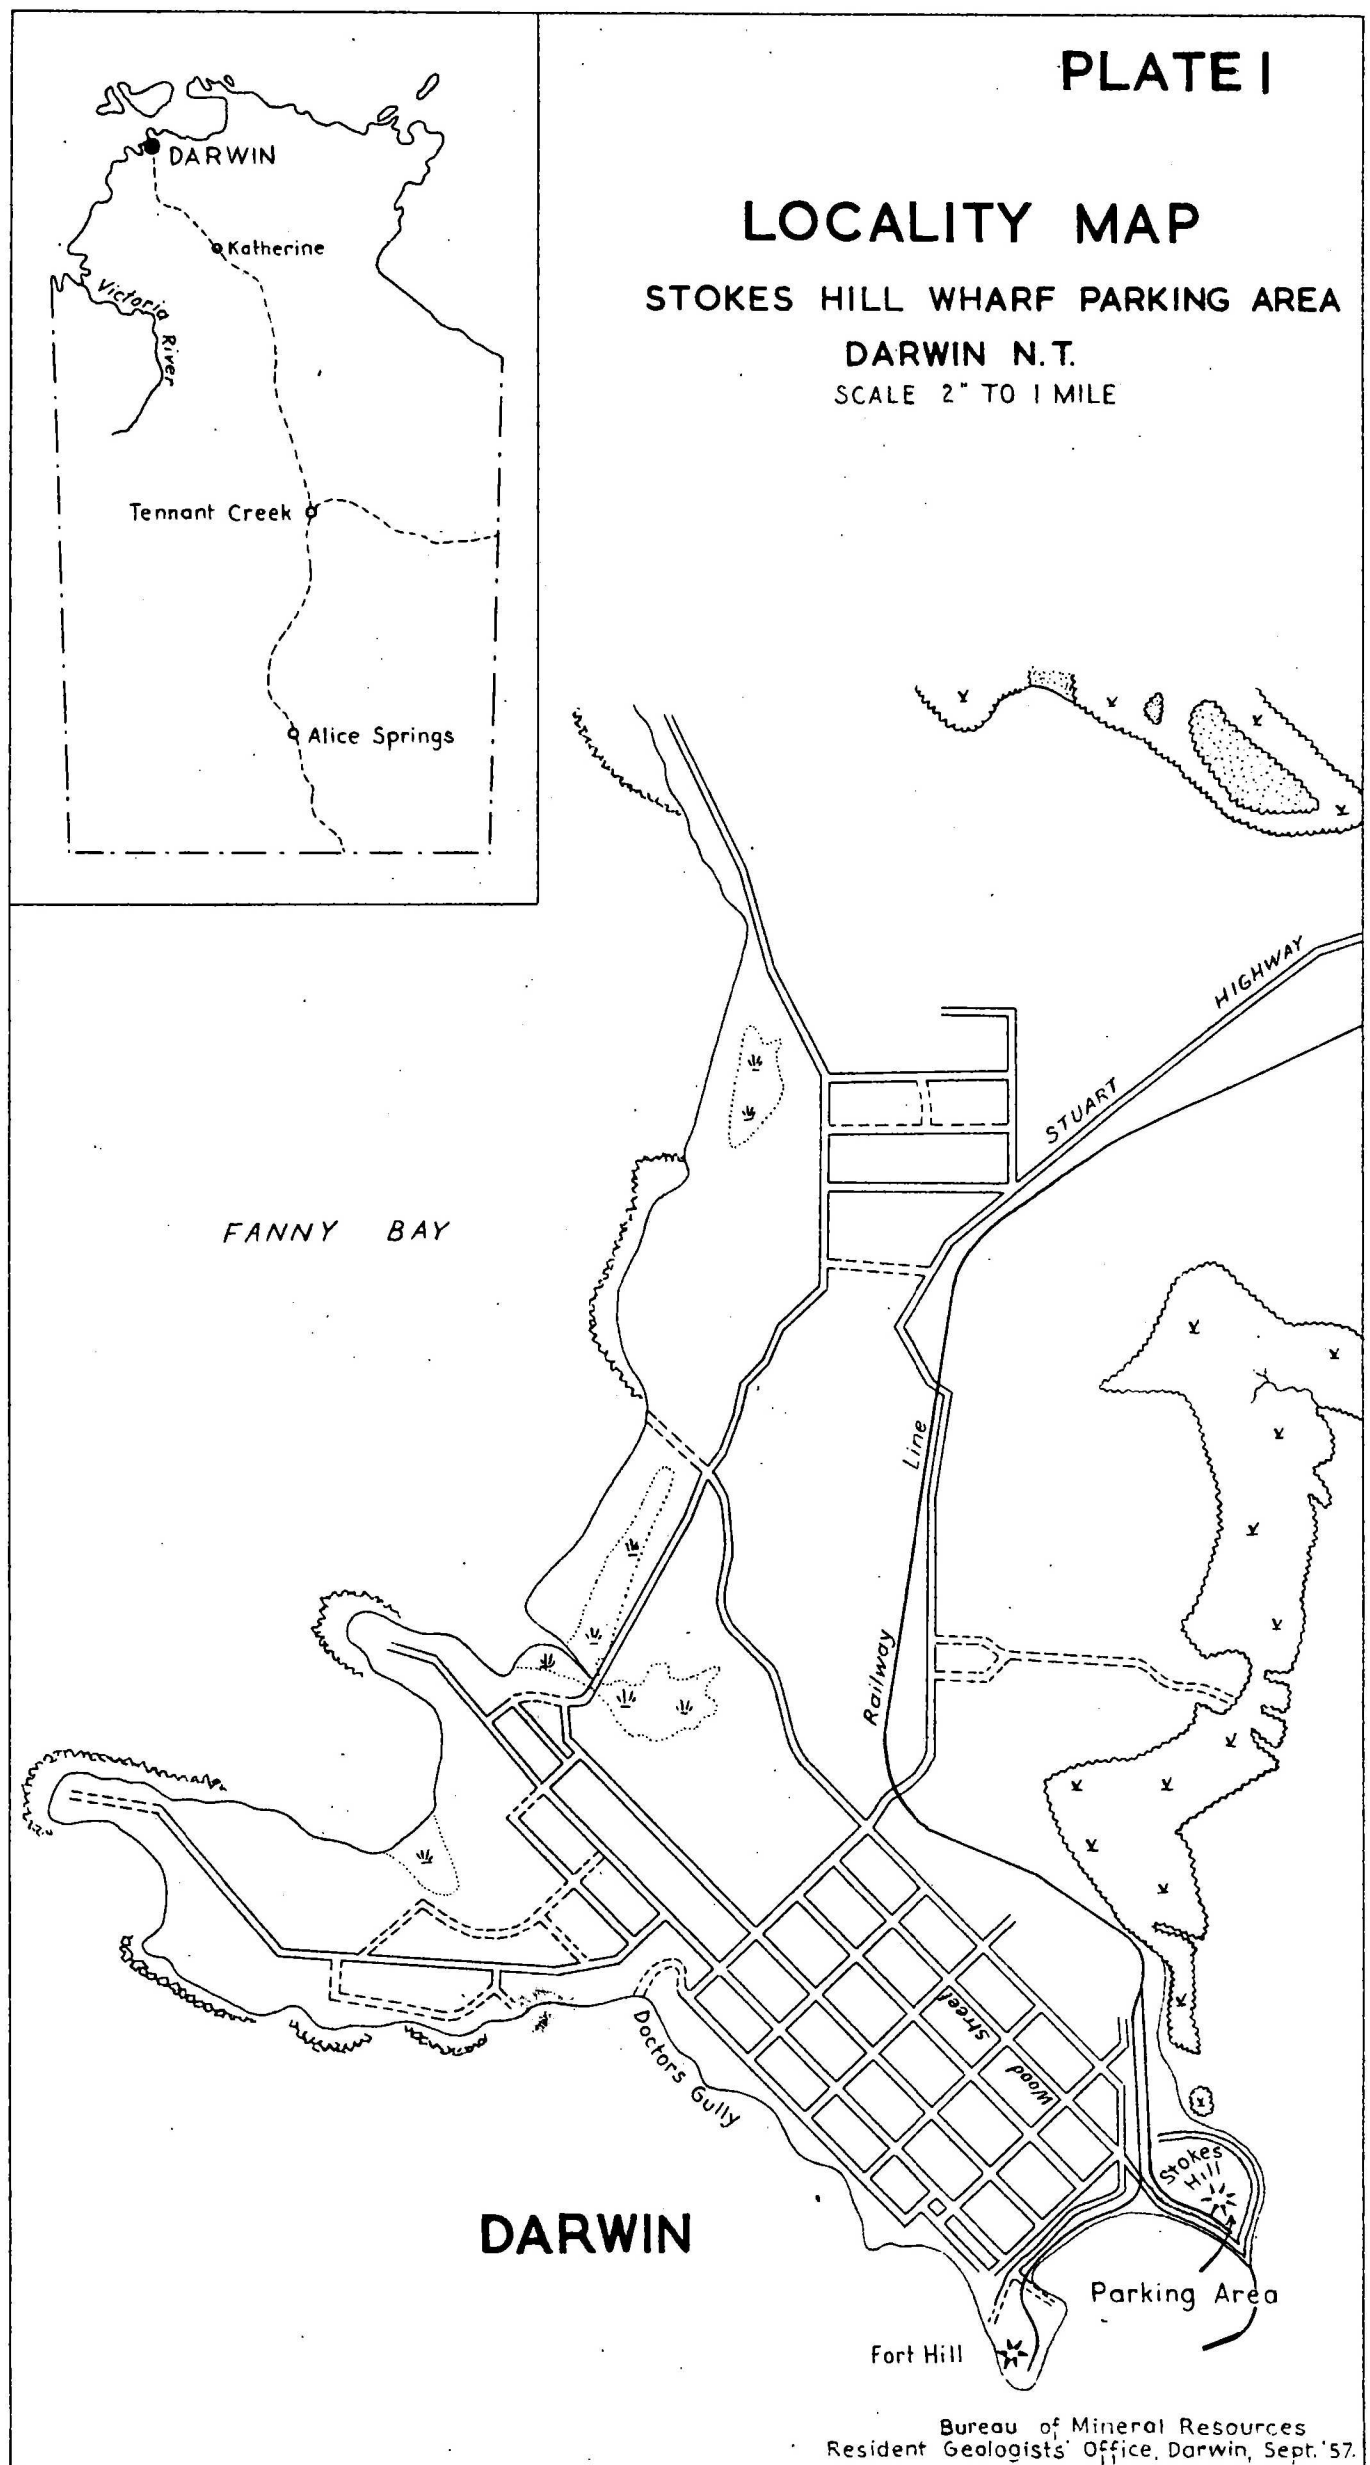 PLATE I
LOCALITY MAP
STOKES HILL WHARF PARKING AREA
DARWIN N.T.
SCALE 2" TO 1 MILE
DARWIN
Katherine
Victoria River
Tennant Creek
Alice Springs
STUART HIGHWAY
FANNY BAY
Railway Line
Doctors Gully
Wood Street
Stokes
Hill
DARWIN
Parking Area
Fort Hill
Bureau of Mineral Resources
Resident Geologists' Office, Darwin, Sept. '57.